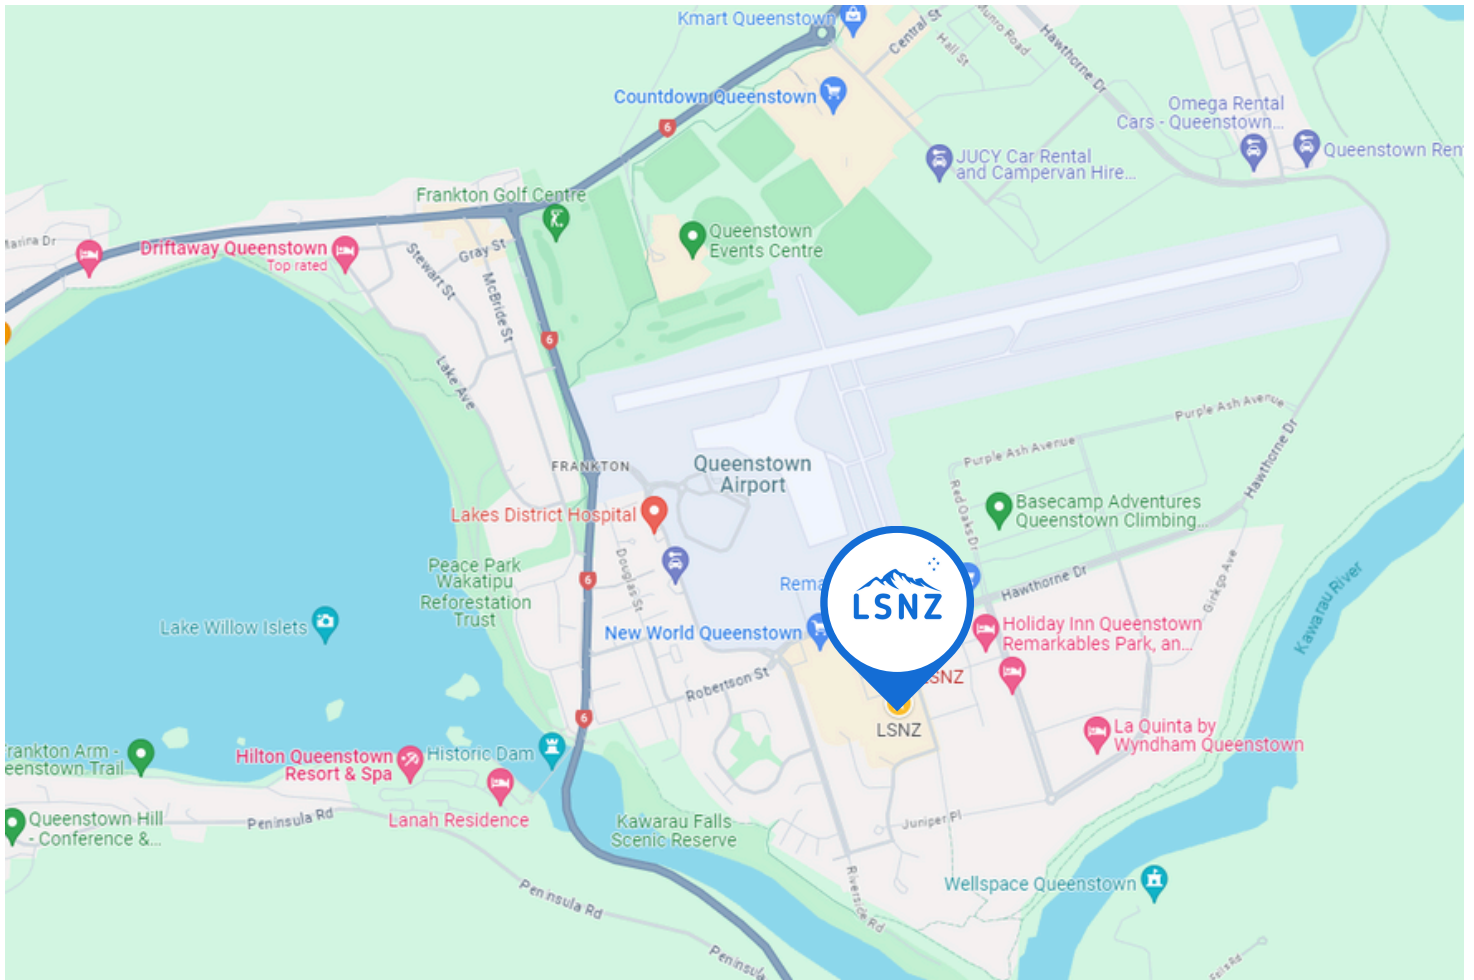 Kmart Queenstown
Central St
Hall St
Munro Road
Hawthorne Dr
Countdown Queenstown
6
Omega Rental
Cars - Queenstown...
JUCY Car Rental
and Campervan Hire...
Queenstown Ren
Frankton Golf Centre
Marina Dr
Driftaway Queenstown
Top rated
Gray St
Stewart St
McBride St
Queenstown
Events Centre
6
Lake Ave
Purple Ash Avenue
Purple Ash Avenue
Hawthorne Dr
FRANKTON
Queenstown
Airport
Red Oaks Dr
Basecamp Adventures
Queenstown Climbing...
Lakes District Hospital
Douglas St
Peace Park
Wakatipu
Reforestation
Trust
6
Rema
LSNZ
Hawthorne Dr
Ginkgo Ave
Kawarau River
Lake Willow Islets
New World Queenstown
Holiday Inn Queenstown
Remarkables Park, an...
Robertson St
LSNZ
LSNZ
6
La Quinta by
Wyndham Queenstown
Frankton Arm -
eenstown Trail
Hilton Queenstown
Resort & Spa
Historic Dam
Lanah Residence
Queenstown Hill
- Conference &...
Peninsula Rd
Kawarau Falls
Scenic Reserve
Juniper Pl
Riverside Rd
Wellspace Queenstown
Peninsula Rd
Peninsula